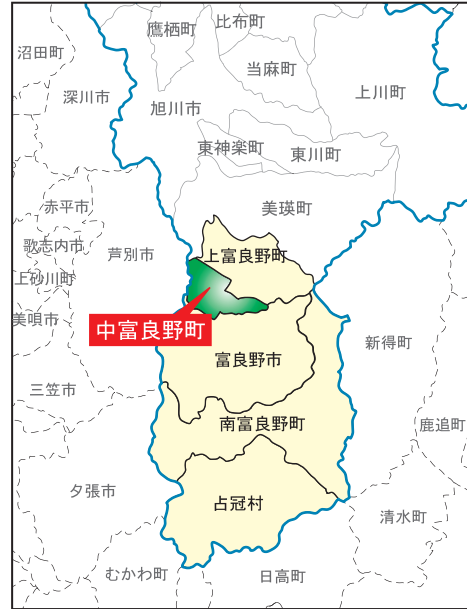 鷹栖町
比布町
沼田町
当麻町
深川市
旭川市
上川町
東神楽町
東川町
赤平市
美瑛町
歌志内市
芦別市
上富良野町
上砂川町
美唄市
中富良野町
富良野市
新得町
三笠市
南富良野町
鹿追町
夕張市
占冠村
清水町
むかわ町
日高町